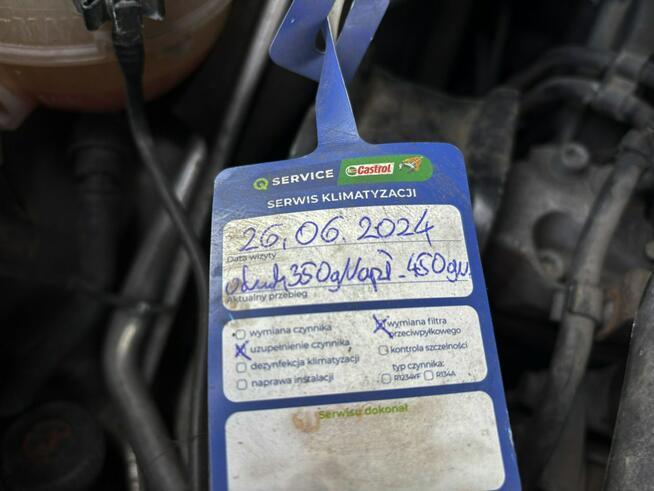 Q SERVICE Castrol
SERWIS KLIMATYZACJI
26.06.2024
Data wizyty
350g Napł. 450g
Aktualny przebieg
wymiana czynnika
X uzupełnienie czynnika
dezynfekcja klimatyzacji
naprawa instalacji
X wymiana filtra
przeciwpyłkowego
kontrola szczelności
typ czynnika:
R1234YF R134A
Serwisu dokonał